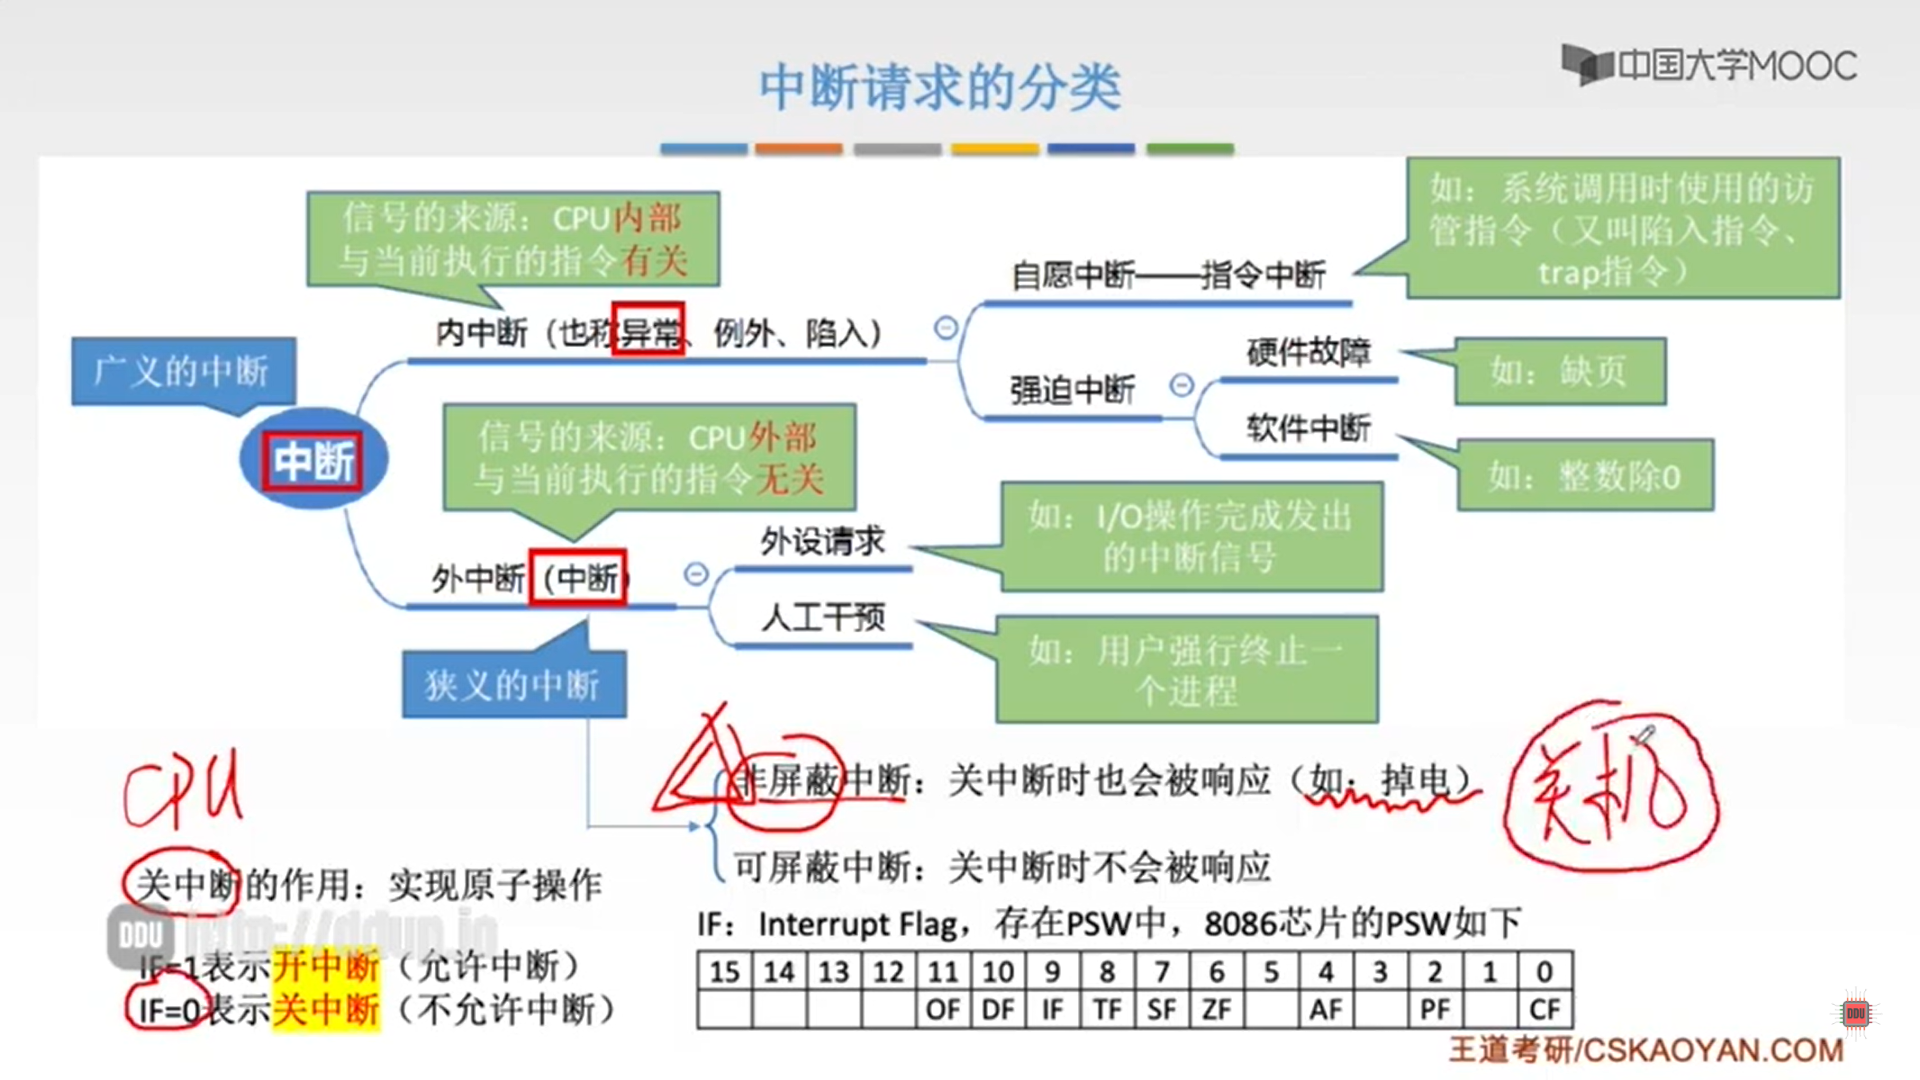 中国大学MOOC
中断请求的分类
如：系统调用时使用的访
管指令（又叫陷入指令、
trap指令）
信号的来源：CPU内部
与当前执行的指令有关
自愿中断——指令中断
内中断（也称异常、例外、陷入）
硬件故障
如：缺页
广义的中断
强迫中断
软件中断
如：整数除0
中断
信号的来源：CPU外部
与当前执行的指令无关
外设请求
如：I/O操作完成发出
的中断信号
外中断（中断）
人工干预
如：用户强行终止一
个进程
狭义的中断
CPU
非屏蔽中断：关中断时也会被响应（如：掉电）
关机
可屏蔽中断：关中断时不会被响应
关中断的作用：实现原子操作
DDU http://ddup.io
IF=1表示开中断（允许中断）
IF=0表示关中断（不允许中断）
IF：Interrupt Flag，存在PSW中，8086芯片的PSW如下
15 14 13 12 11 10 9 8 7 6 5 4 3 2 1 0
OF DF IF TF SF ZF AF PF CF
DDU
王道考研/CSKAOYAN.COM